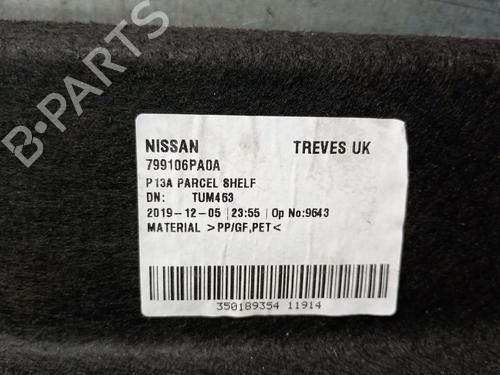 B-PARTS
NISSAN TREVES UK
799106PA0A
P13A PARCEL SHELF
DN: TUM463
2019-12-05 | 23:55 | Op No:9643
MATERIAL >PP/GF,PET<
350189354 11914